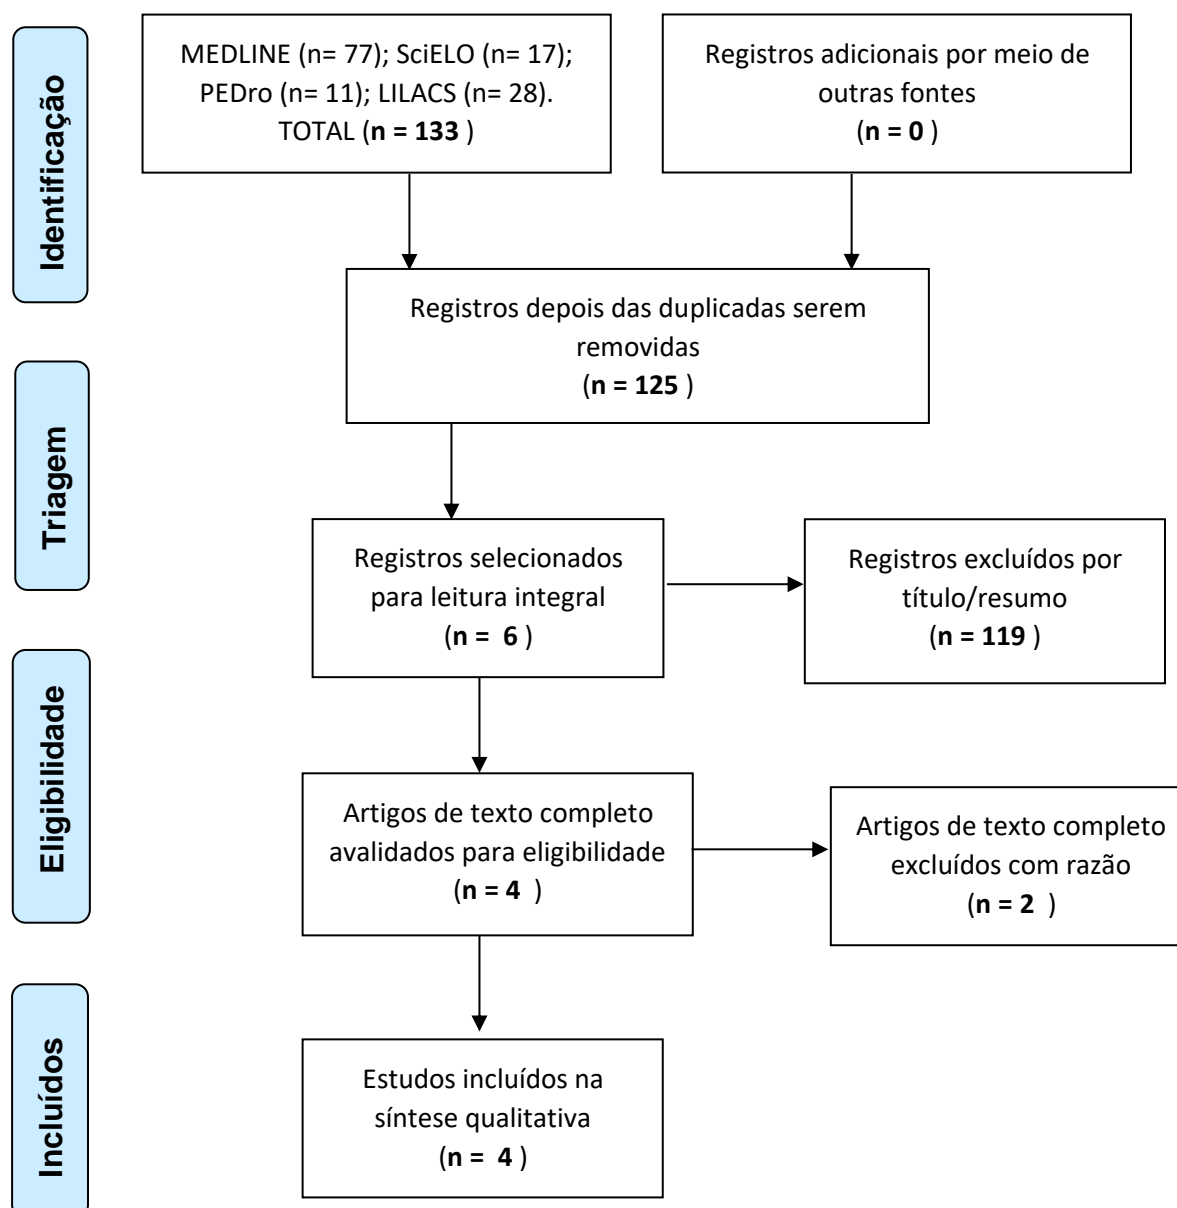 Identificação
MEDLINE (n= 77); SciELO (n= 17);
PEDro (n= 11); LILACS (n= 28).
TOTAL (n = 133 )
Registros adicionais por meio de
outras fontes
(n = 0 )
Registros depois das duplicadas serem
removidas
(n = 125 )
Triagem
Registros selecionados
para leitura integral
(n =  6 )
Registros excluídos por
título/resumo
(n = 119 )
Eligibilidade
Artigos de texto completo
avalidados para eligibilidade
(n = 4  )
Artigos de texto completo
excluídos com razão
(n = 2  )
Incluídos
Estudos incluídos na
síntese qualitativa
(n =  4 )